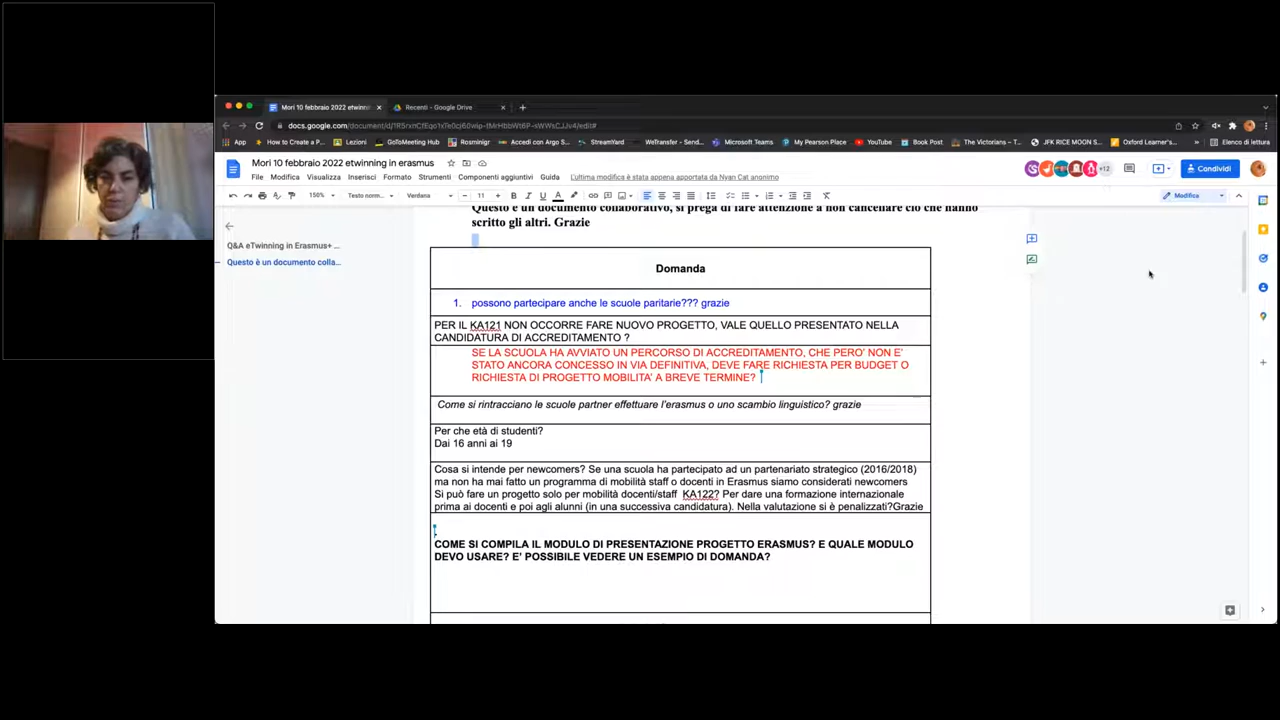 Mori 10 febbraio 2022 etwinnin
Recenti - Google Drive
App
How to Create a P...
Lezioni
GoToMeeting Hub
Rosminigr
Accedi con Argo S...
StreamYard
WeTransfer - Send...
Microsoft Teams
My Pearson Place
YouTube
Book Post
The Victorians – T...
JFK RICE MOON S...
Oxford Learner's...
Elenco di lettura
Mori 10 febbraio 2022 etwinning in erasmus
File Modifica Visualizza Inserisci Formato Strumenti Componenti aggiuntivi Guida
L'ultima modifica è stata appena apportata da Nyan Cat anonimo
+12
Condividi
150%
Testo norm...
Verdana
11
Modifica
Q&A eTwinning in Erasmus+ ...
Questo è un documento colla...
Questo è un documento collaborativo, si prega di fare attenzione a non cancellare ciò che hanno
scritto gli altri. Grazie
Domanda
1. possono partecipare anche le scuole paritarie??? grazie
PER IL KA121 NON OCCORRE FARE NUOVO PROGETTO, VALE QUELLO PRESENTATO NELLA
CANDIDATURA DI ACCREDITAMENTO ?
SE LA SCUOLA HA AVVIATO UN PERCORSO DI ACCREDITAMENTO, CHE PERO' NON E'
STATO ANCORA CONCESSO IN VIA DEFINITIVA, DEVE FARE RICHIESTA PER BUDGET O
RICHIESTA DI PROGETTO MOBILITA' A BREVE TERMINE?
Come si rintracciano le scuole partner effettuare l'erasmus o uno scambio linguistico? grazie
Per che età di studenti?
Dai 16 anni ai 19
Cosa si intende per newcomers? Se una scuola ha partecipato ad un partenariato strategico (2016/2018)
ma non ha mai fatto un programma di mobilità staff o docenti in Erasmus siamo considerati newcomers
Si può fare un progetto solo per mobilità docenti/staff KA122? Per dare una formazione internazionale
prima ai docenti e poi agli alunni (in una successiva candidatura). Nella valutazione si è penalizzati?Grazie
.
COME SI COMPILA IL MODULO DI PRESENTAZIONE PROGETTO ERASMUS? E QUALE MODULO
DEVO USARE? E' POSSIBILE VEDERE UN ESEMPIO DI DOMANDA?